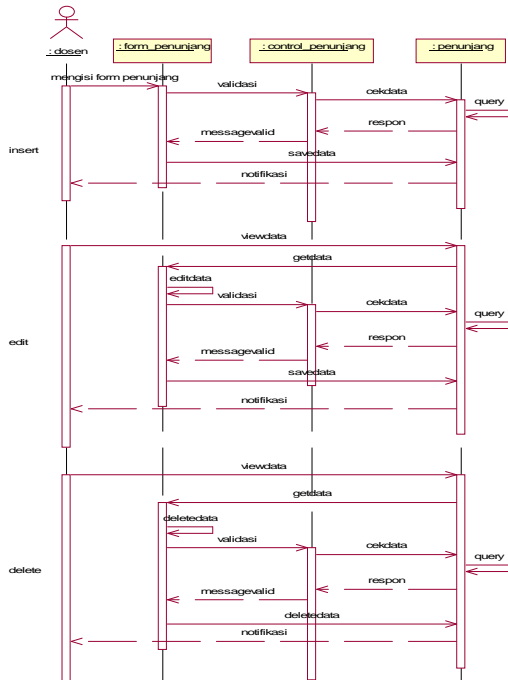 : dosen
: form_penunjang
: control_penunjang
: penunjang
mengisi form penunjang
validasi
cekdata
query
respon
messagevalid
insert
savedata
notifikasi
viewdata
getdata
editdata
validasi
cekdata
query
edit
respon
messagevalid
savedata
notifikasi
viewdata
getdata
deletedata
validasi
cekdata
query
delete
respon
messagevalid
deletedata
notifikasi